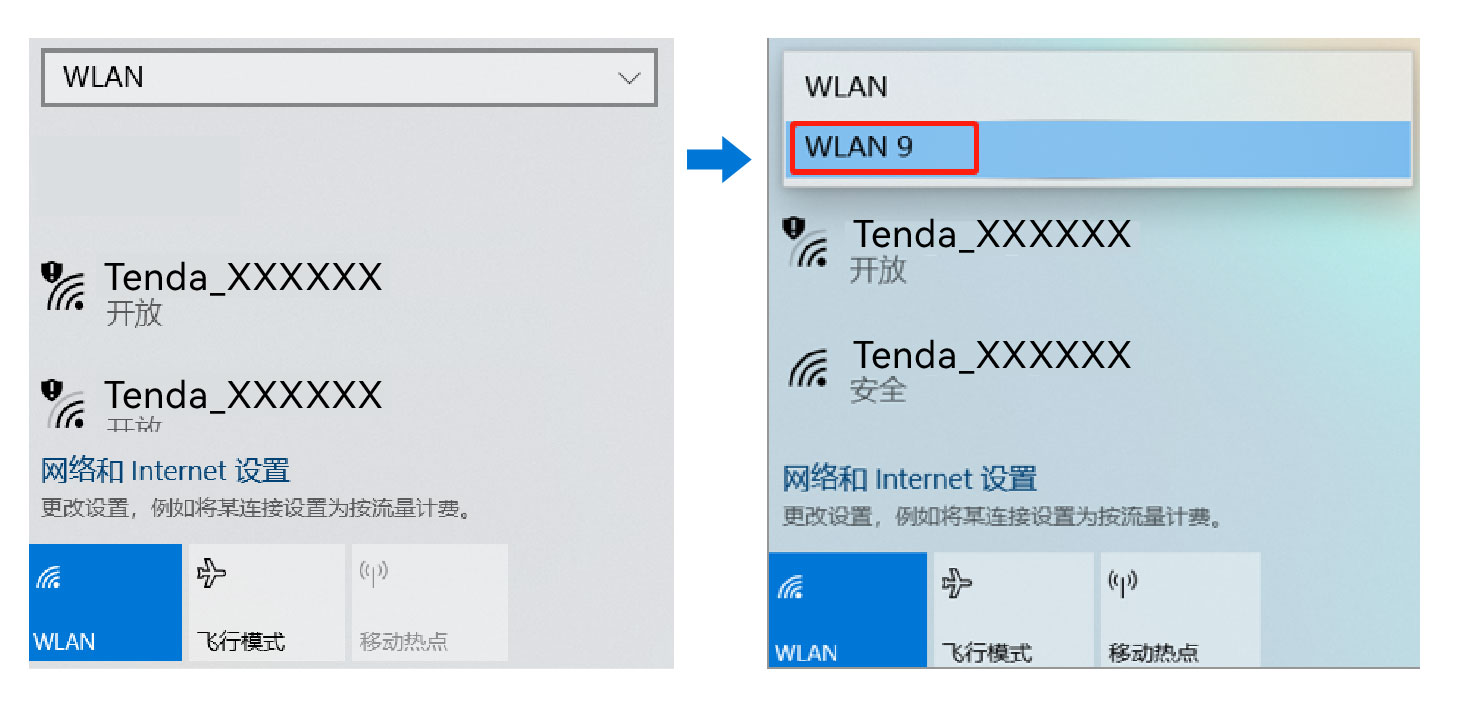 WLAN
Tenda_XXXXXX
开放
Tenda_XXXXXX
开放
网络和 Internet 设置
更改设置，例如将某连接设置为按流量计费。
WLAN
飞行模式
移动热点
WLAN
WLAN 9
Tenda_XXXXXX
开放
Tenda_XXXXXX
安全
网络和 Internet 设置
更改设置，例如将某连接设置为按流量计费。
WLAN
飞行模式
移动热点